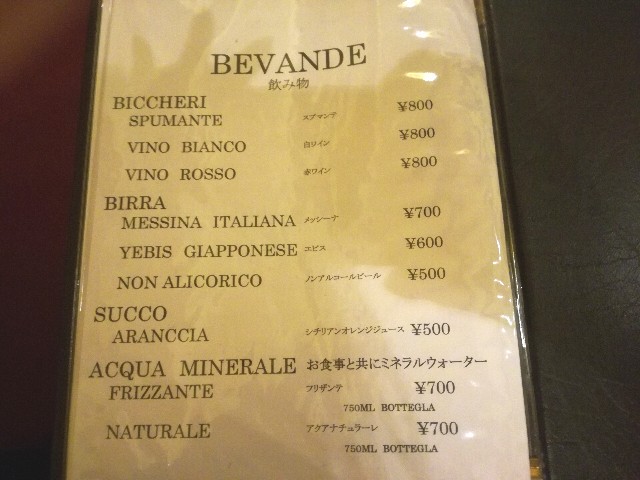 BEVANDE
飲み物
BICCHERI
SPUMANTE スプマンテ ¥800
VINO BIANCO 白ワイン ¥800
VINO ROSSO 赤ワイン ¥800
BIRRA
MESSINA ITALIANA メッシーナ ¥700
YEBIS GIAPPONESE エビス ¥600
NON ALICORICO ノンアルコールビール ¥500
SUCCO
ARANCCIA シチリアンオレンジジュース ¥500
ACQUA MINERALE お食事と共にミネラルウォーター
FRIZZANTE フリザンテ ¥700
750ML BOTTEGLA
NATURALE アクアナチュラーレ ¥700
750ML BOTTEGLA